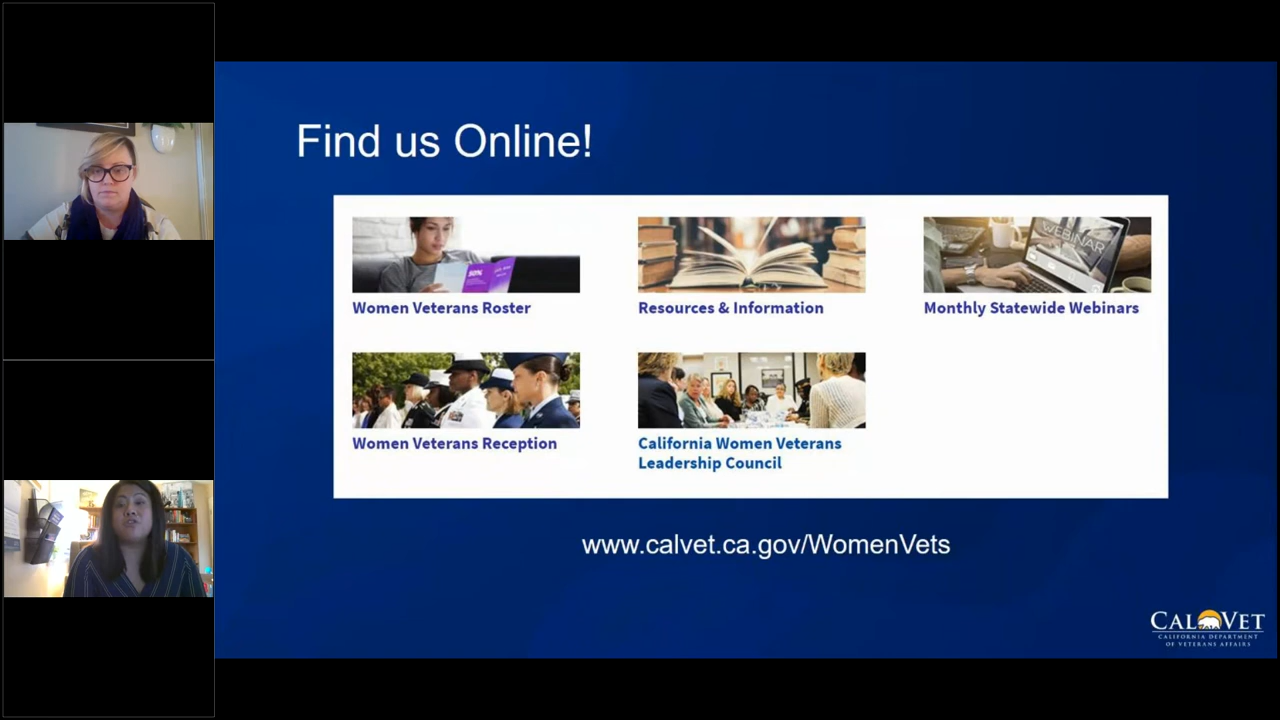 Find us Online!
WEBINAR
Women Veterans Roster
Resources & Information
Monthly Statewide Webinars
Women Veterans Reception
California Women Veterans
Leadership Council
www.calvet.ca.gov/WomenVets
CALVET
CALIFORNIA DEPARTMENT
OF VETERANS AFFAIRS